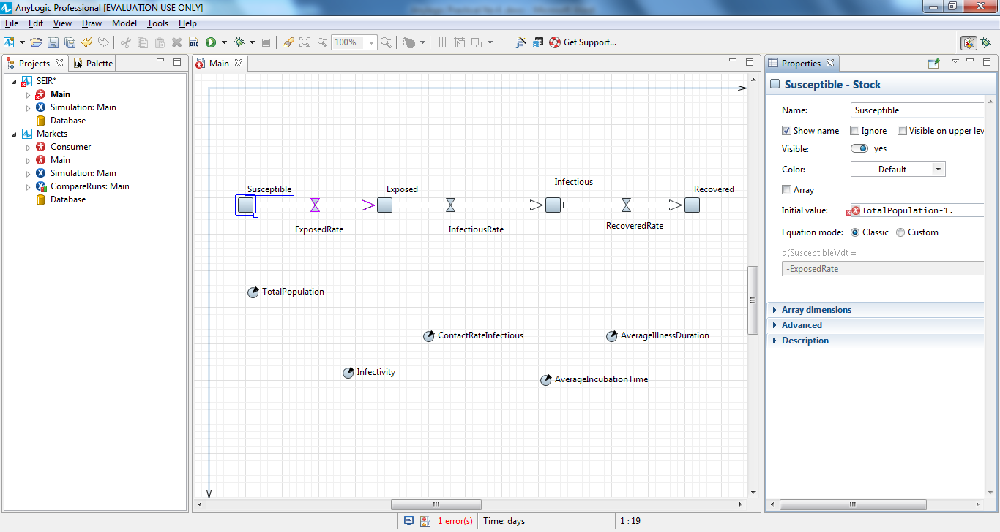 AnyLogic Professional [EVALUATION USE ONLY]
File Edit View Draw Model Tools Help
100% Get Support...
Projects Palette
SEIR*
Main
Simulation: Main
Database
Markets
Consumer
Main
Simulation: Main
CompareRuns: Main
Database
Main
Susceptible Exposed Infectious Recovered
ExposedRate InfectiousRate RecoveredRate
TotalPopulation
ContactRateInfectious AverageIllnessDuration
Infectivity AverageIncubationTime
Properties
Susceptible - Stock
Name: Susceptible
Show name Ignore Visible on upper lev
Visible: yes
Color: Default
Array
Initial value: TotalPopulation-1.
Equation mode: Classic Custom
d(Susceptible)/dt =
-ExposedRate
Array dimensions
Advanced
Description
1 error(s) Time: days 1 : 19